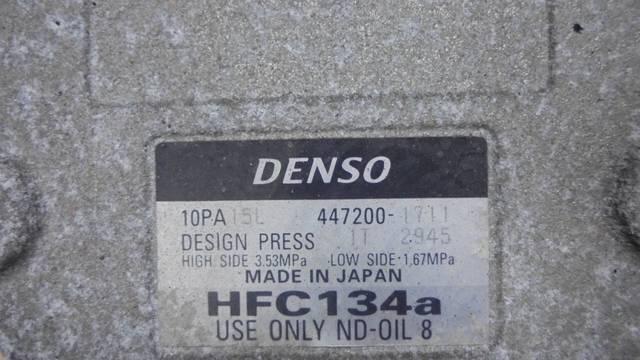 DENSO
10PA15L 447200-1711
DESIGN PRESS 1T 2945
HIGH SIDE 3.53MPa LOW SIDE 1.67MPa
MADE IN JAPAN
HFC134a
USE ONLY ND-OIL 8